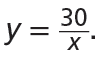 y = 30/x.